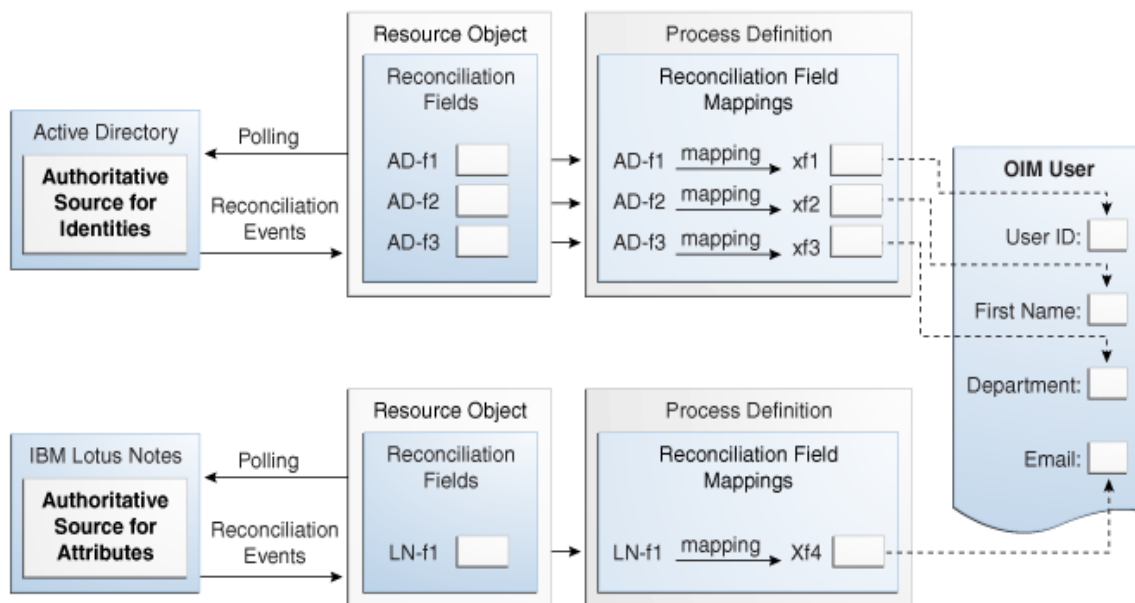 Resource Object
Process Definition
Reconciliation
Fields
Reconciliation Field
Mappings
Active Directory
Authoritative
Source for
Identities
Polling
Reconciliation
Events
AD-f1
AD-f2
AD-f3
AD-f1 mapping xf1
AD-f2 mapping xf2
AD-f3 mapping xf3
OIM User
User ID:
First Name:
Department:
Email:
Resource Object
Process Definition
Reconciliation
Fields
Reconciliation Field
Mappings
IBM Lotus Notes
Authoritative
Source for
Attributes
Polling
Reconciliation
Events
LN-f1
LN-f1 mapping Xf4